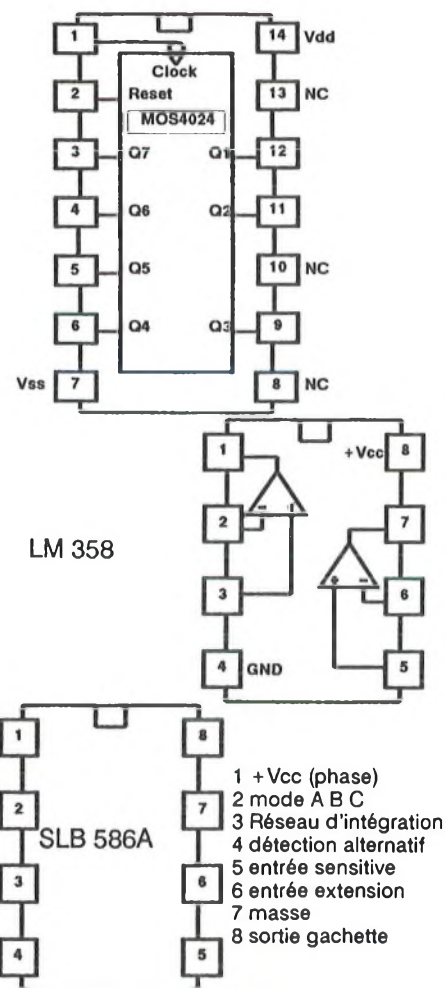 1 14 Vdd
Clock
2 Reset 13 NC
MOS4024
3 Q7 Q1 12
4 Q6 Q2 11
5 Q5 10 NC
6 Q4 Q3 9
Vss 7 8 NC
1 +Vcc 8
2 - + 7
LM 358
3 + - 6
4 GND 5
1 8
2 7
SLB 586A
3 6
4 5
1 +Vcc (phase)
2 mode A B C
3 Réseau d'intégration
4 détection alternatif
5 entrée sensitive
6 entrée extension
7 masse
8 sortie gachette